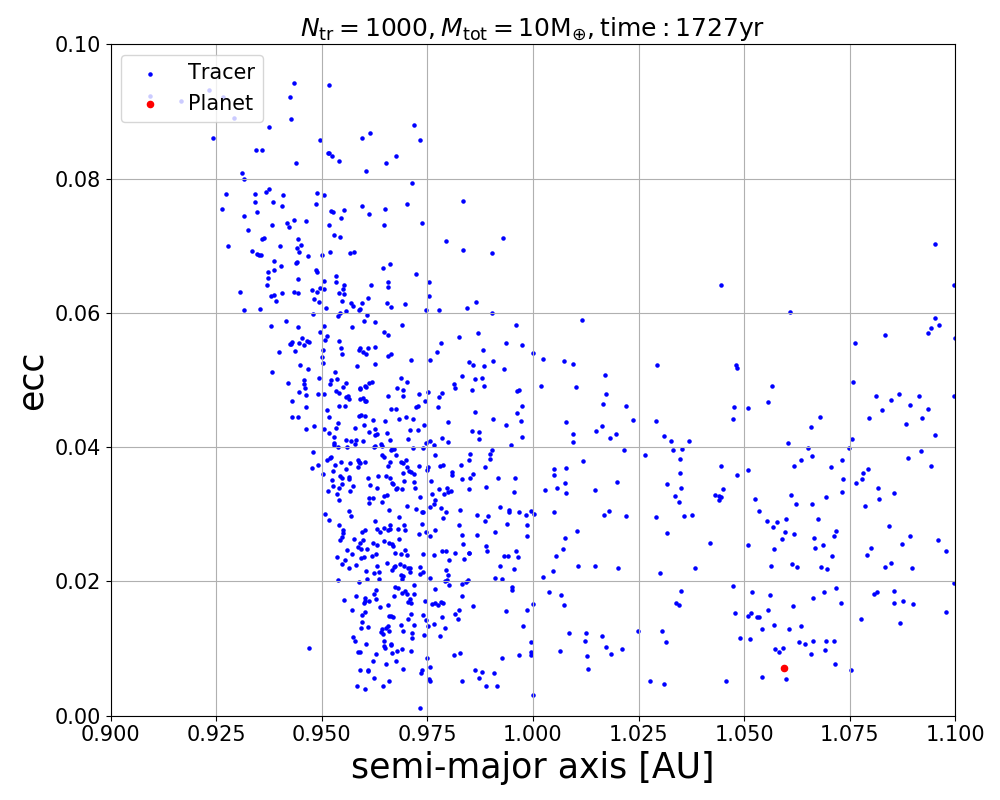 N_tr = 1000, M_tot = 10M_⊕, time : 1727yr
0.10
0.08
0.06
0.04
0.02
0.00
ecc
Tracer
Planet
0.900 0.925 0.950 0.975 1.000 1.025 1.050 1.075 1.100
semi-major axis [AU]